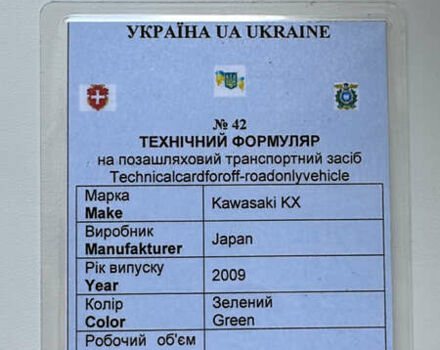 УКРАЇНА UA UKRAINE
№ 42
ТЕХНІЧНИЙ ФОРМУЛЯР
на позашляховий транспортний засіб
Technicalcardforoff-roadonlyvehicle
Марка
Make
Kawasaki KX
Виробник
Manufacturer
Japan
Рік випуску
Year
2009
Колір
Color
Зелений
Green
Робочий об'єм